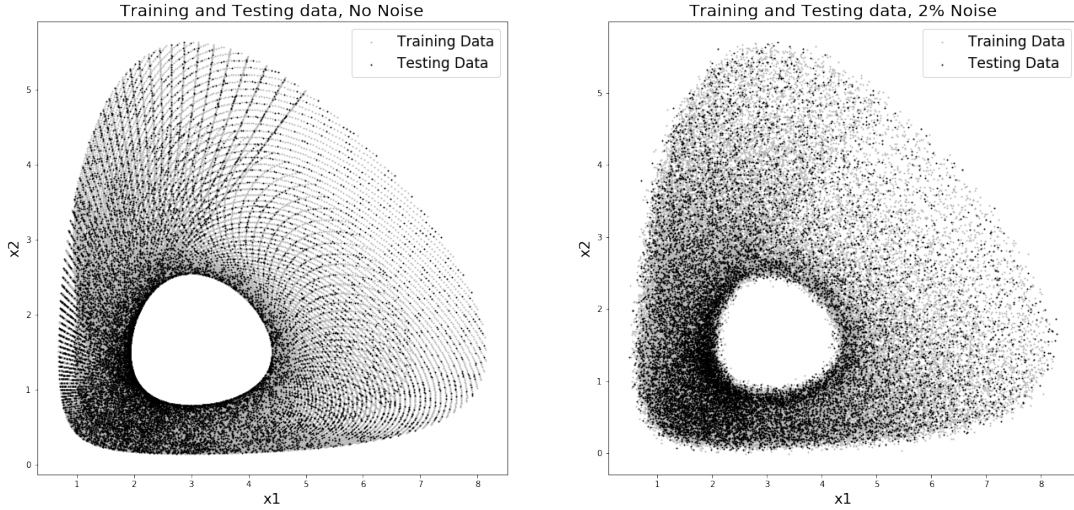 Training and Testing data, No Noise
Training Data
Testing Data
x2
5
4
3
2
1
0
1 2 3 4 5 6 7 8
x1
Training and Testing data, 2% Noise
Training Data
Testing Data
x2
5
4
3
2
1
0
1 2 3 4 5 6 7 8
x1